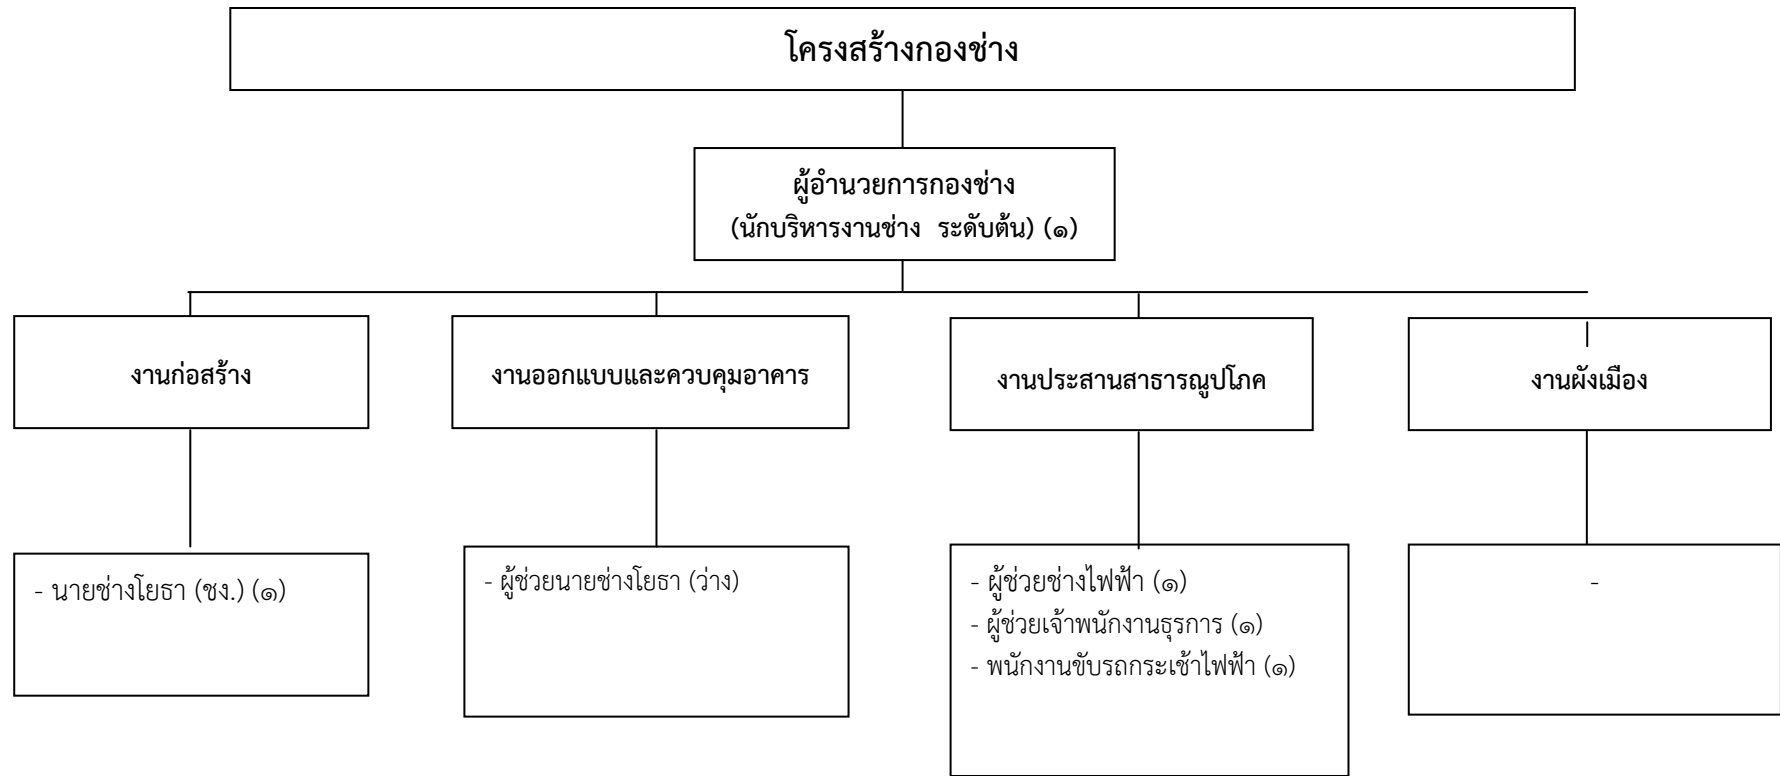 โครงสร้างกองช่าง
ผู้อำนวยการกองช่าง
(นักบริหารงานช่าง ระดับต้น) (๑)
งานก่อสร้าง
งานออกแบบและควบคุมอาคาร
งานประสานสาธารณูปโภค
งานผังเมือง
- นายช่างโยธา (ชง.) (๑)
- ผู้ช่วยนายช่างโยธา (ว่าง)
- ผู้ช่วยช่างไฟฟ้า (๑)
- ผู้ช่วยเจ้าพนักงานธุรการ (๑)
- พนักงานขับรถกระเช้าไฟฟ้า (๑)
-